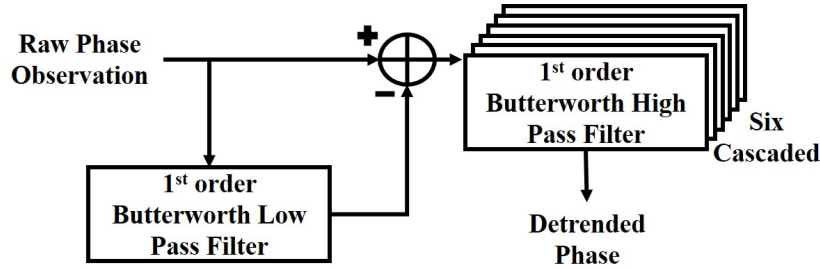 Raw Phase
Observation
+
−
1st order
Butterworth High
Pass Filter
Six
Cascaded
1st order
Butterworth Low
Pass Filter
Detrended
Phase